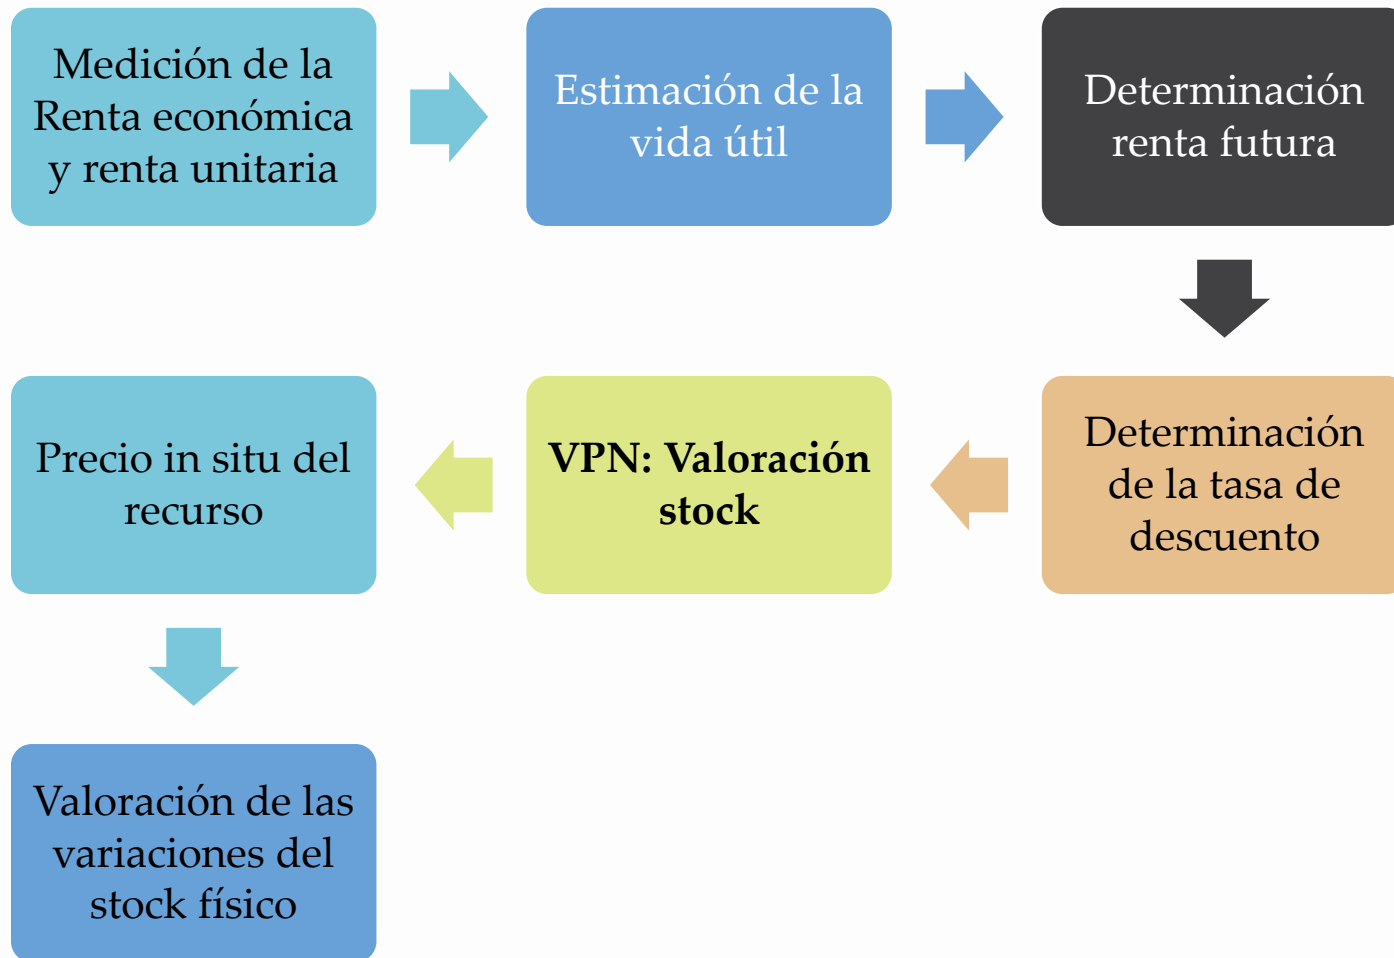 Medición de la
Renta económica
y renta unitaria
Estimación de la
vida útil
Determinación
renta futura
Determinación
de la tasa de
descuento
VPN: Valoración
stock
Precio in situ del
recurso
Valoración de las
variaciones del
stock físico